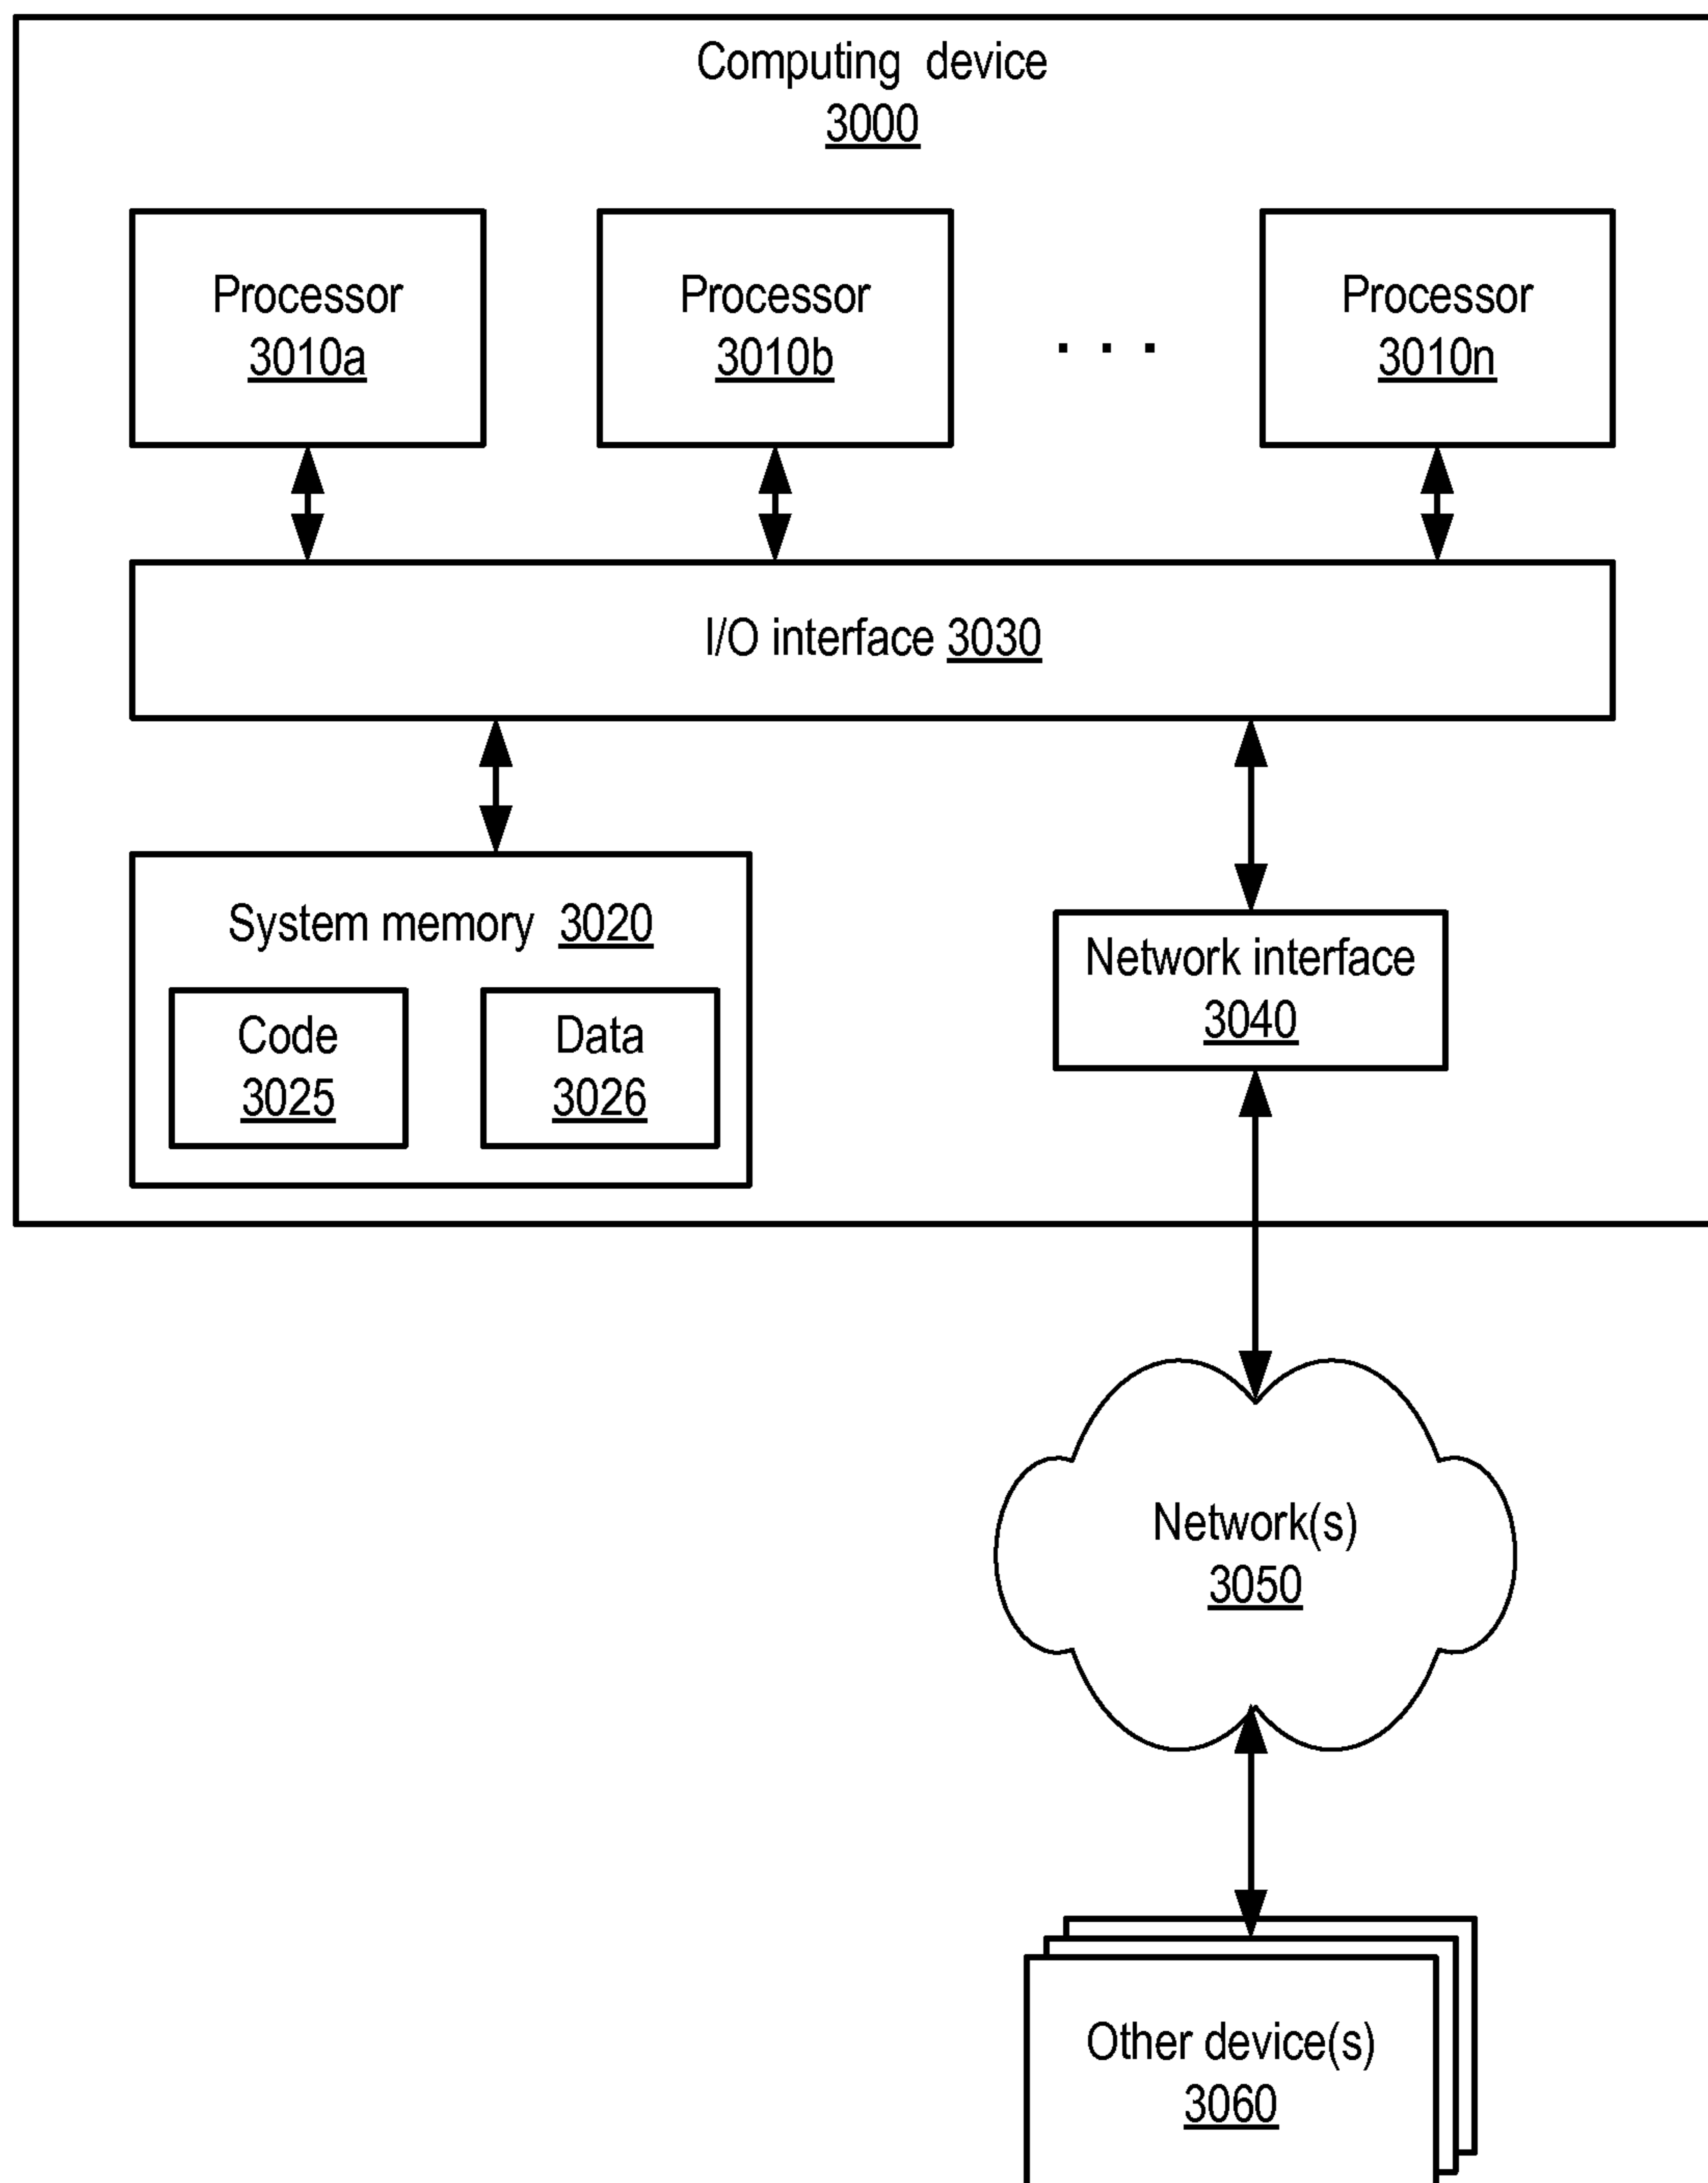 Computing device
3000
Processor
3010a
Processor
3010b
. . .
Processor
3010n
I/O interface 3030
System memory 3020
Code
3025
Data
3026
Network interface
3040
Network(s)
3050
Other device(s)
3060